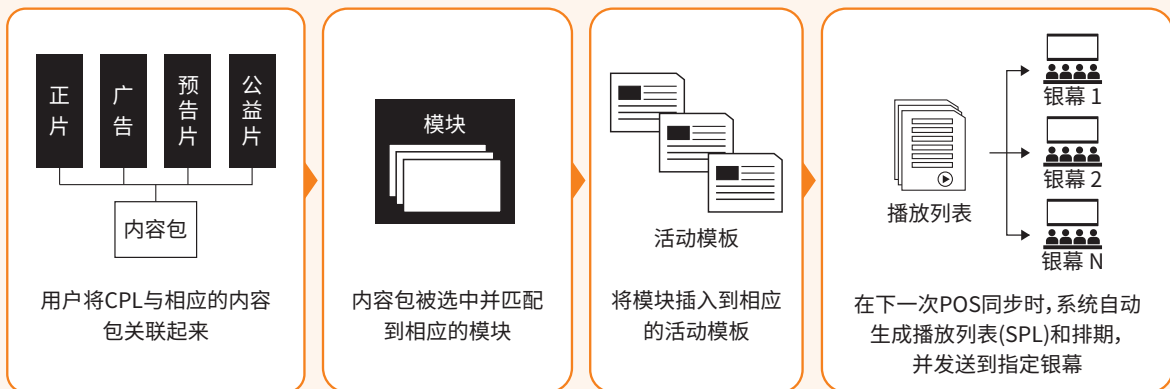 正片
广告
预告片
公益片
内容包
用户将CPL与相应的内容
包关联起来
模块
内容包被选中并匹配
到相应的模块
活动模板
将模块插入到相应
的活动模板
播放列表
银幕 1
银幕 2
银幕 N
在下一次POS同步时，系统自动
生成播放列表(SPL)和排期，
并发送到指定银幕